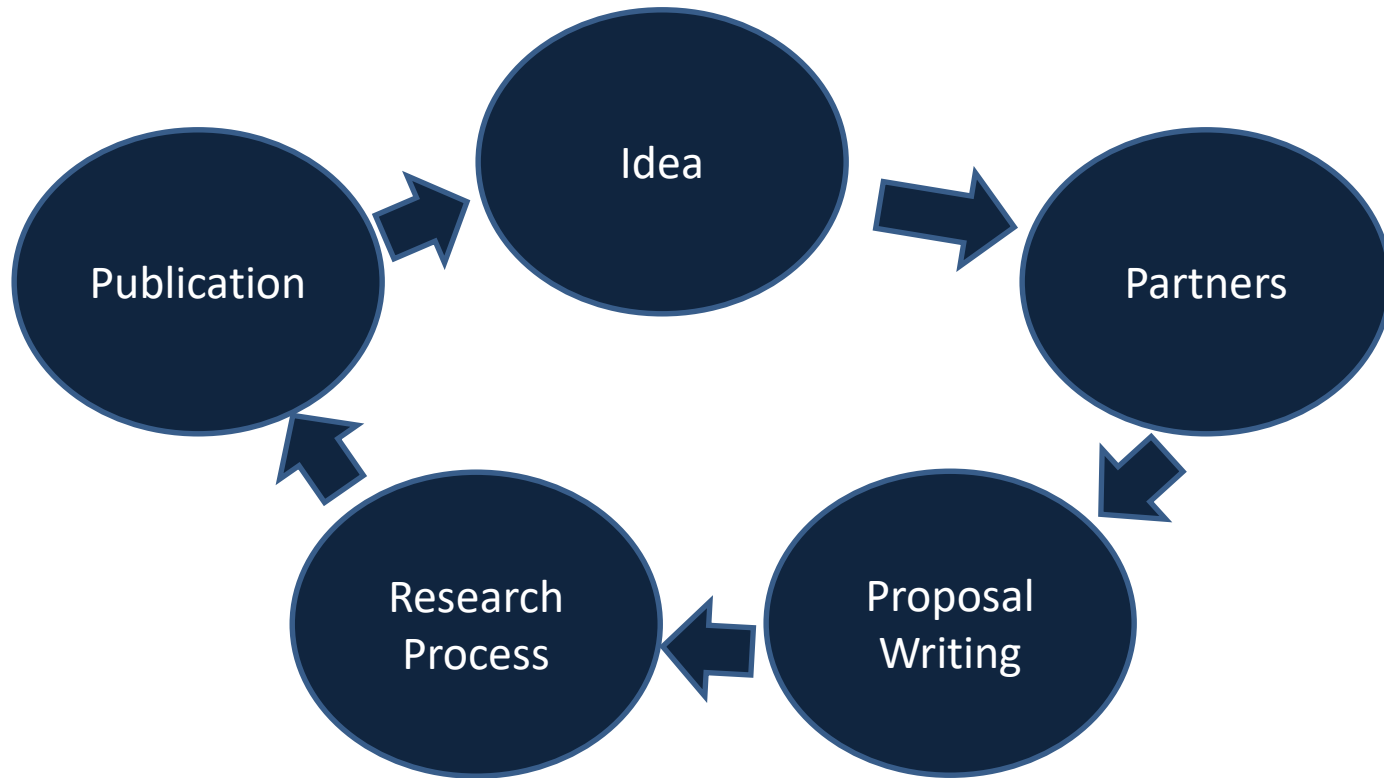 Idea
Partners
Proposal
Writing
Research
Process
Publication